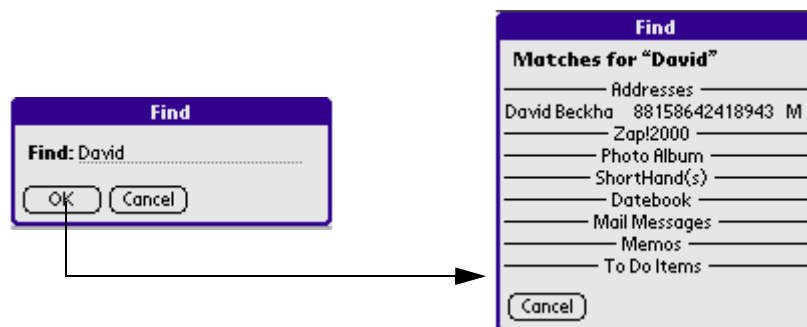 Find
Find: David
OK Cancel
Find
Matches for “David”
Addresses
David Beckha 88158642418943 M
Zap!2000
Photo Album
ShortHand(s)
Datebook
Mail Messages
Memos
To Do Items
Cancel